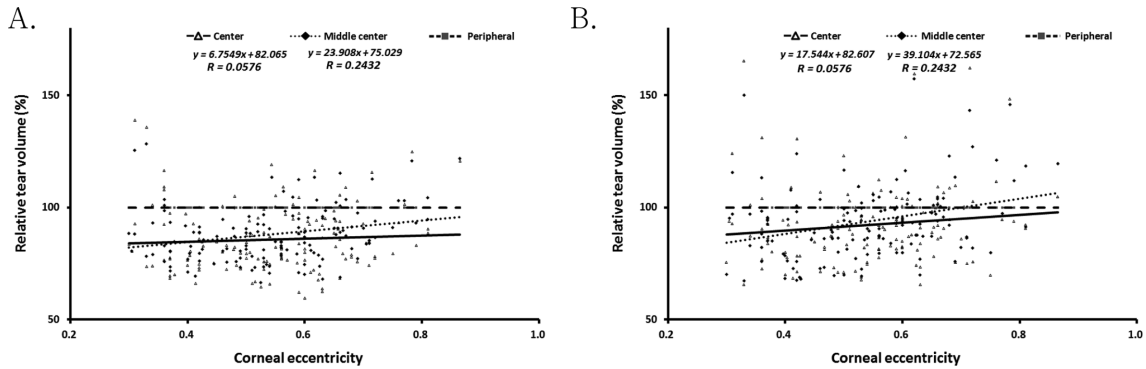 A.
Center Middle center Peripheral
y = 6.7549x+82.065 y = 23.908x+75.029
R = 0.0576 R = 0.2432
150
100
50
Relative tear volume (%)
0.2 0.4 0.6 0.8 1.0
Corneal eccentricity
B.
Center Middle center Peripheral
y = 17.544x+82.607 y = 39.104x+72.565
R = 0.0576 R = 0.2432
150
100
50
Relative tear volume (%)
0.2 0.4 0.6 0.8 1.0
Corneal eccentricity